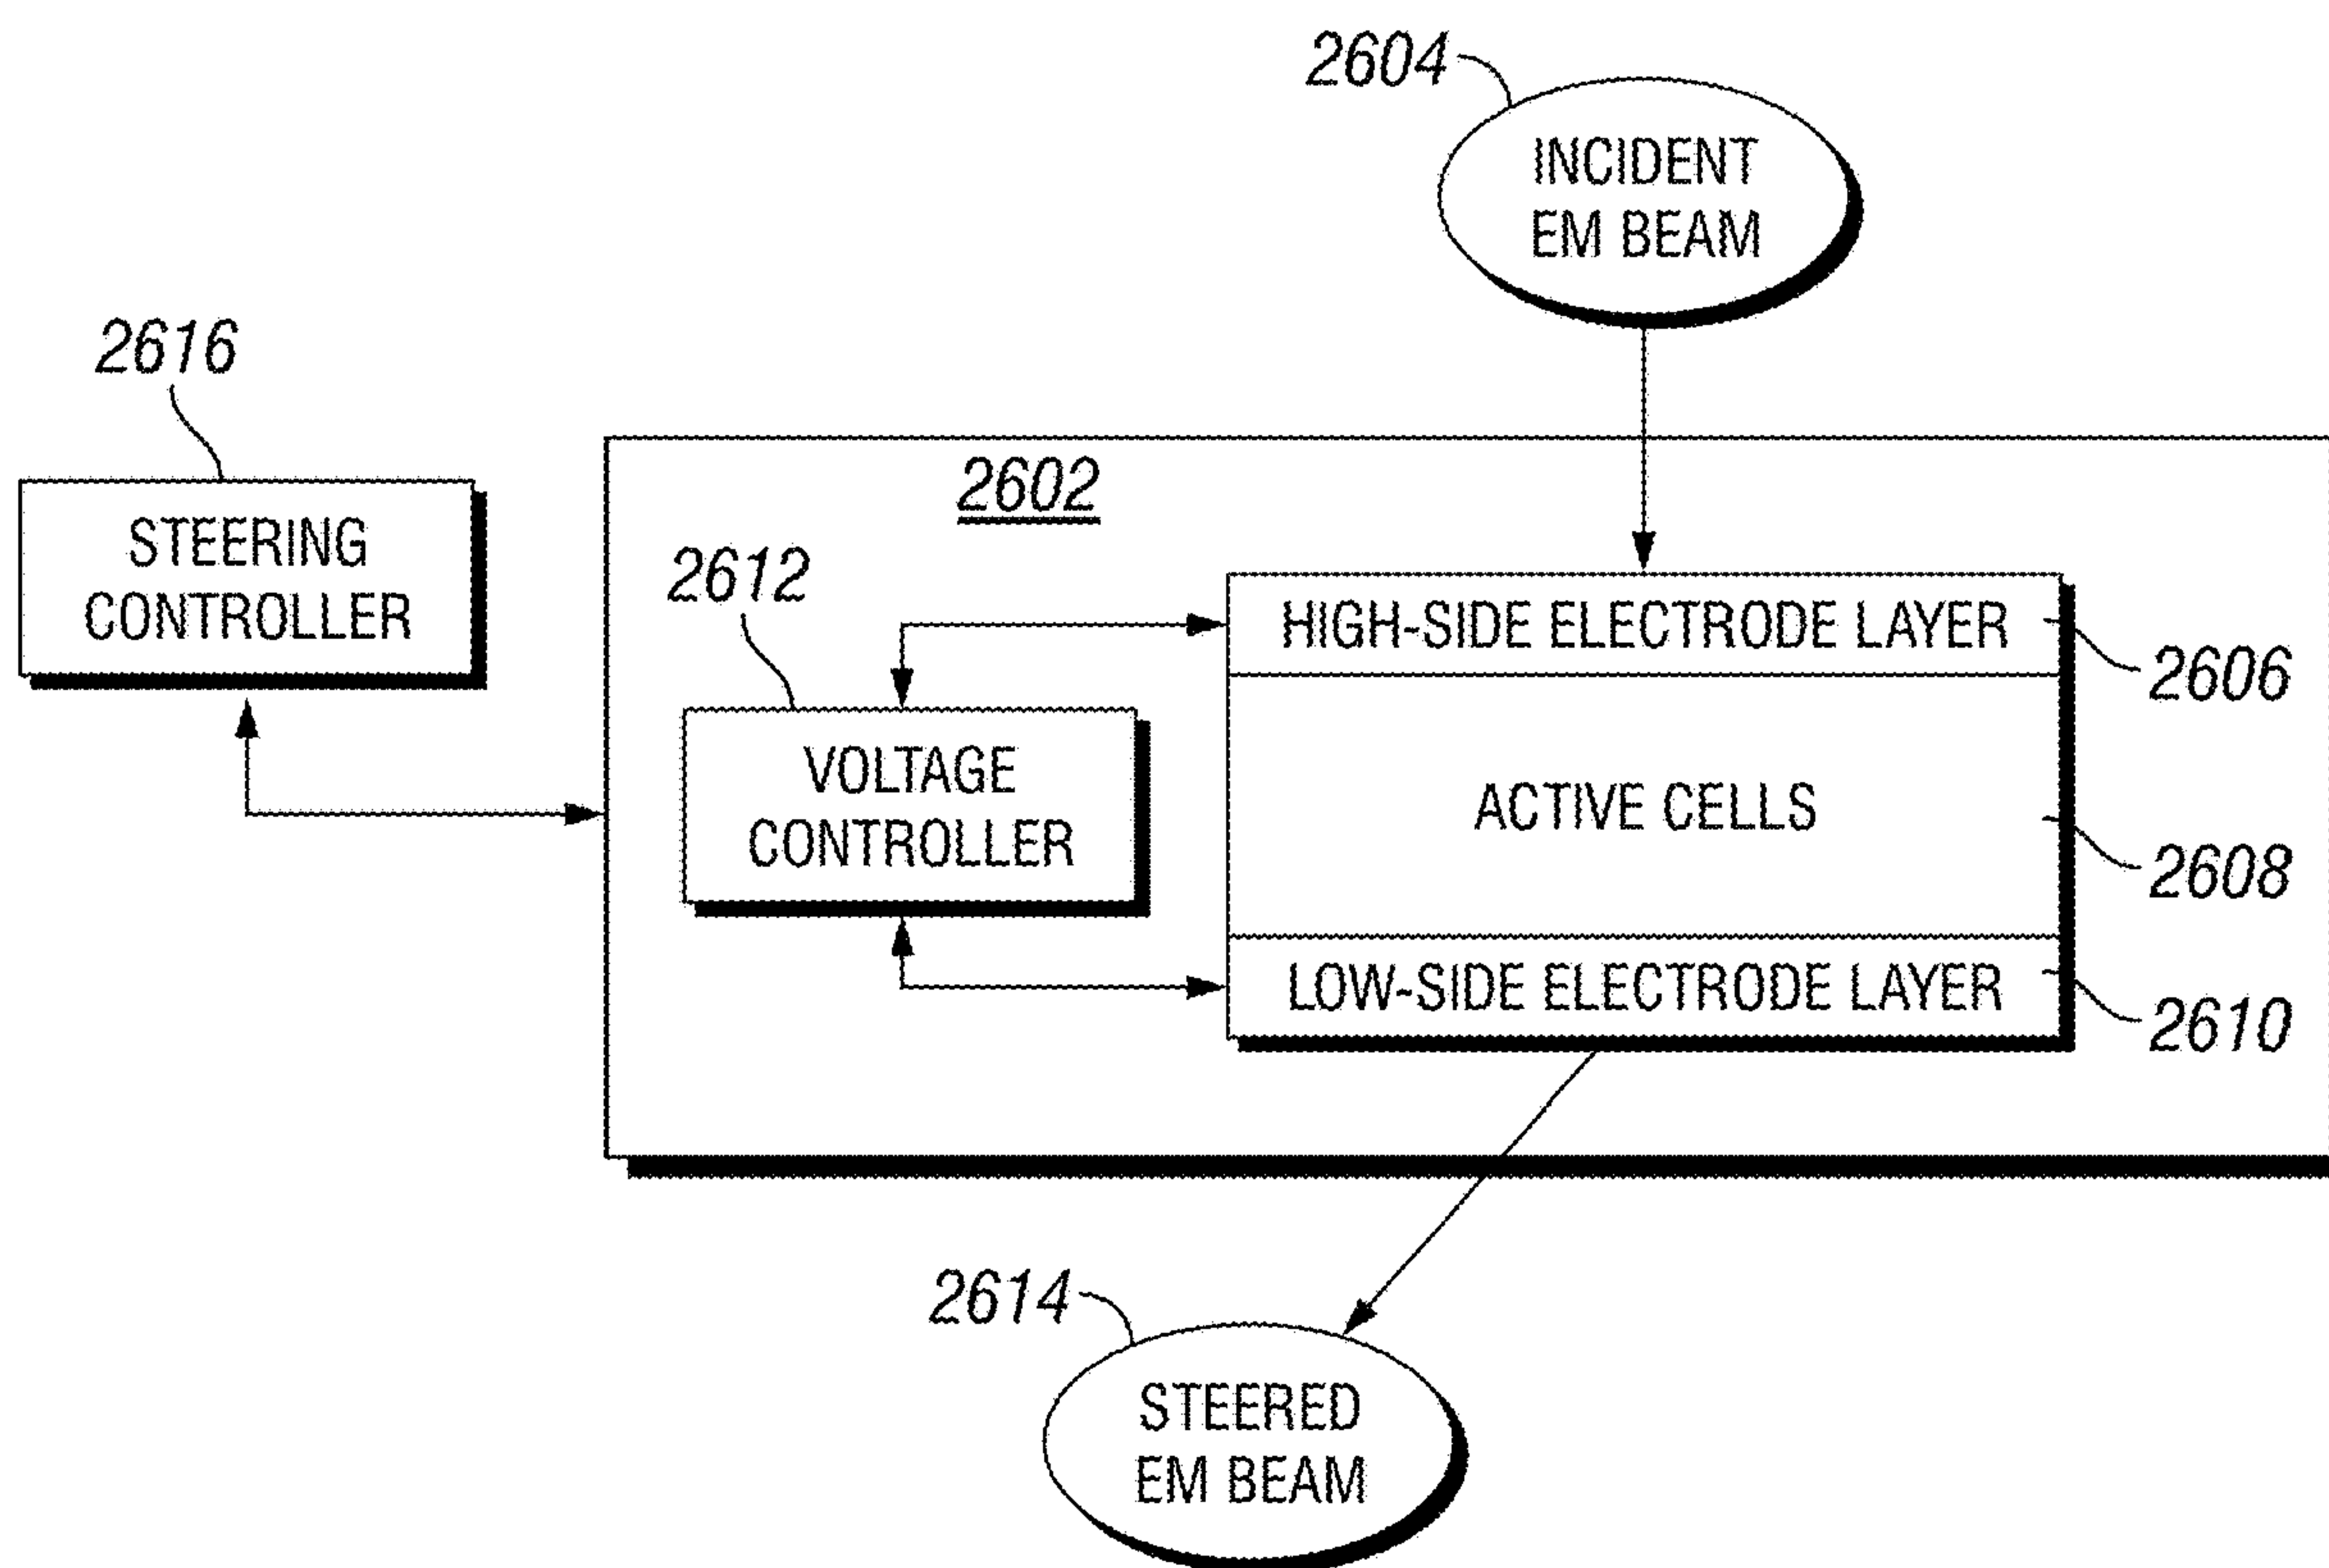 2604
INCIDENT
EM BEAM
2616
STEERING
CONTROLLER
2602
2612
VOLTAGE
CONTROLLER
HIGH-SIDE ELECTRODE LAYER
2606
ACTIVE CELLS
2608
LOW-SIDE ELECTRODE LAYER
2610
2614
STEERED
EM BEAM